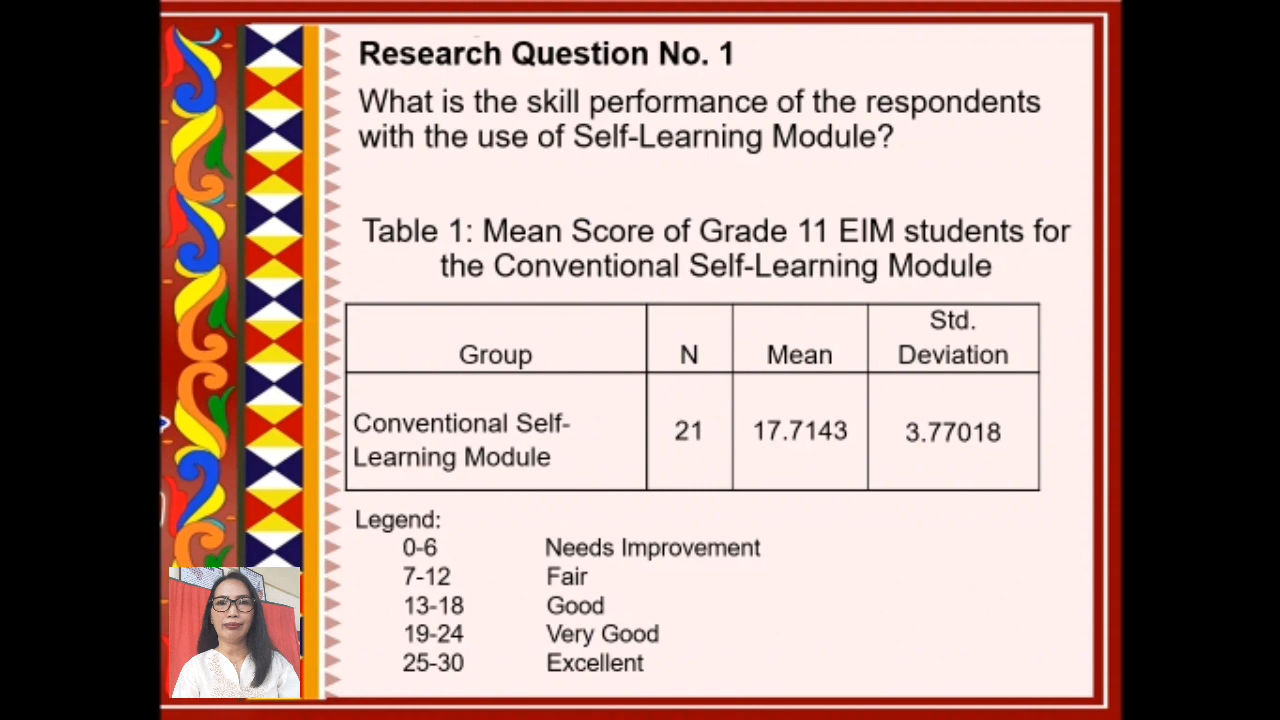 Research Question No. 1
What is the skill performance of the respondents
with the use of Self-Learning Module?
Table 1: Mean Score of Grade 11 EIM students for
the Conventional Self-Learning Module
Group N Mean Std. Deviation
Conventional Self-
Learning Module 21 17.7143 3.77018
Legend:
0-6 Needs Improvement
7-12 Fair
13-18 Good
19-24 Very Good
25-30 Excellent